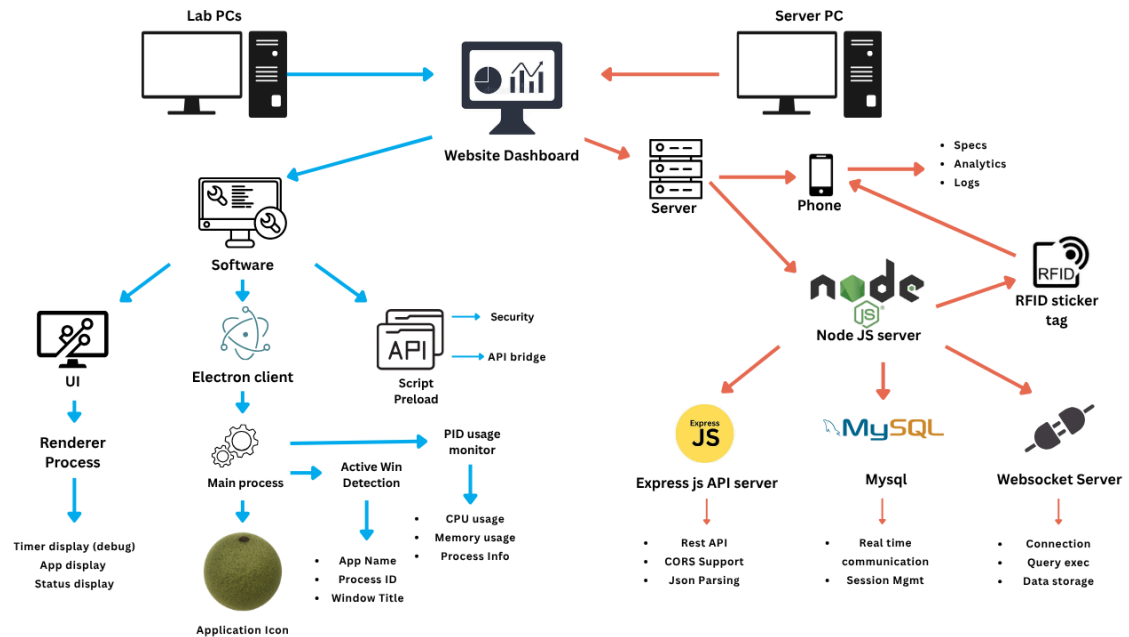 Lab PCs
Server PC
Website Dashboard
Server
Phone
• Specs
• Analytics
• Logs
Software
RFID
RFID sticker
tag
node
JS
Node JS server
UI
Electron client
API
Script
Preload
Security
API bridge
Renderer
Process
Main process
Active Win
Detection
PID usage
monitor
Express
JS
Express js API server
MySQL
Mysql
Websocket Server
Timer display (debug)
App display
Status display
Application Icon
• App Name
• Process ID
• Window Title
• CPU usage
• Memory usage
• Process Info
• Rest API
• CORS Support
• Json Parsing
• Real time
communication
• Session Mgmt
• Connection
• Query exec
• Data storage